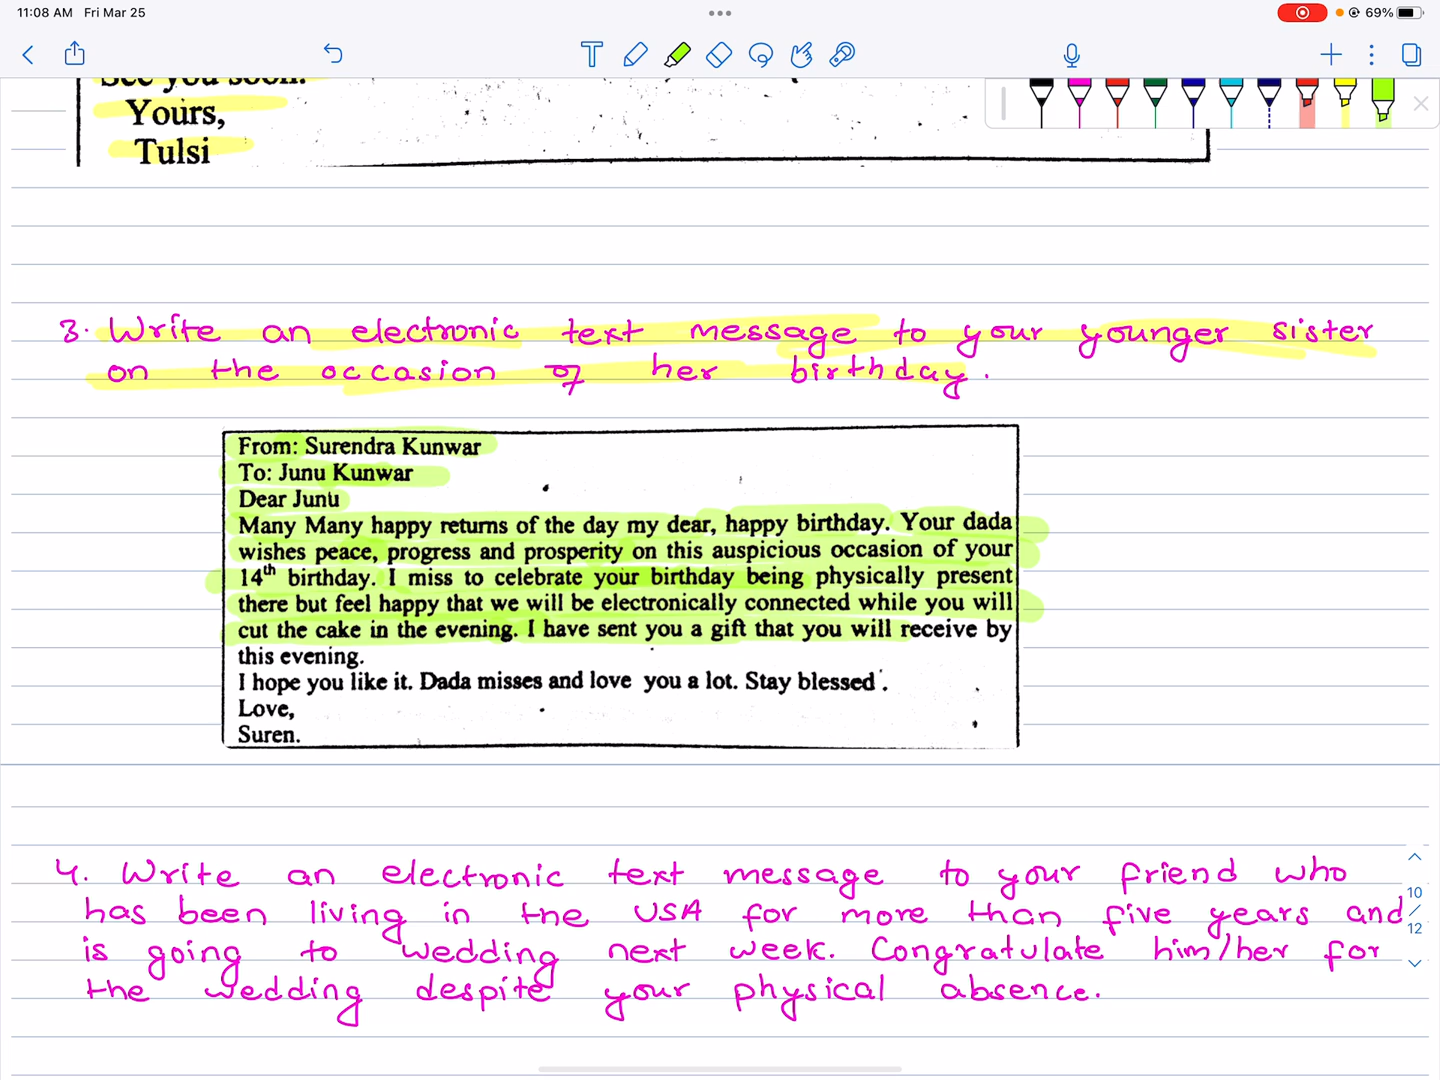 11:08 AM Fri Mar 25
69%
See you soon.
Yours,
Tulsi
3. Write an electronic text message to your younger sister
on the occasion of her birthday.
From: Surendra Kunwar
To: Junu Kunwar
Dear Junu
Many Many happy returns of the day my dear, happy birthday. Your dada
wishes peace, progress and prosperity on this auspicious occasion of your
14th birthday. I miss to celebrate your birthday being physically present
there but feel happy that we will be electronically connected while you will
cut the cake in the evening. I have sent you a gift that you will receive by
this evening.
I hope you like it. Dada misses and love you a lot. Stay blessed.
Love,
Suren.
4. Write an electronic text message to your friend who
has been living in the USA for more than five years and
is going to wedding next week. Congratulate him/her for
the wedding despite your physical absence.
10/12